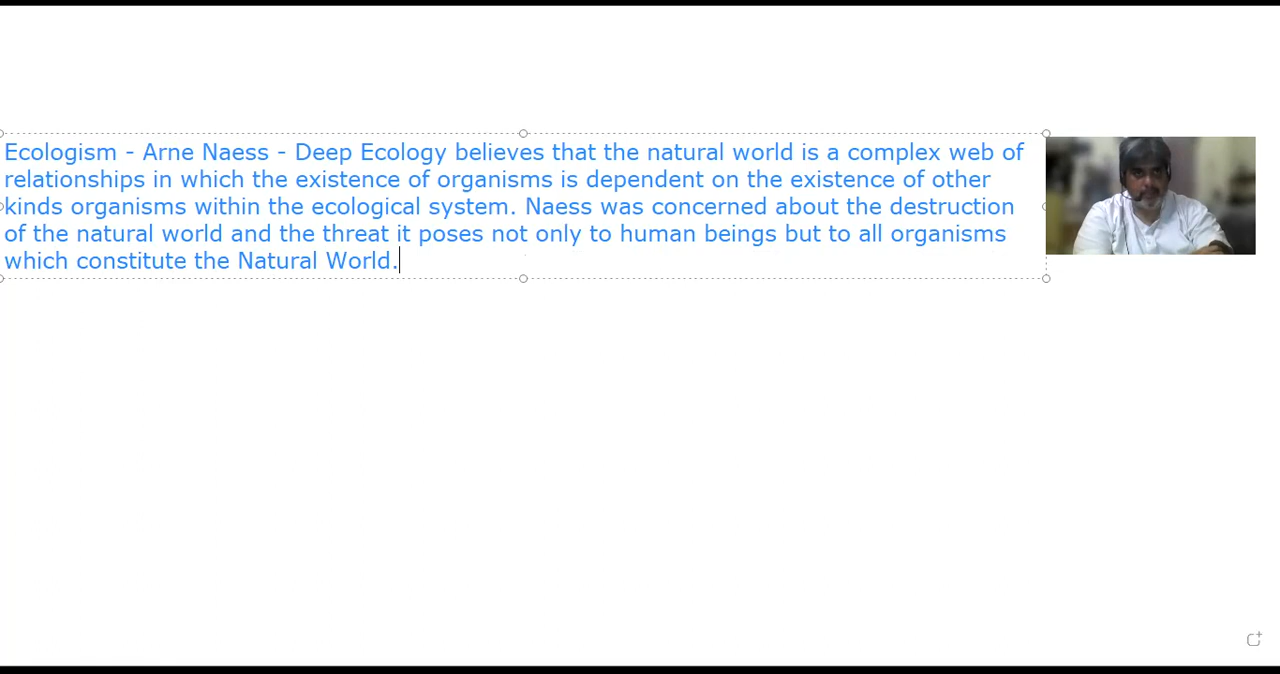 Ecologism - Arne Naess - Deep Ecology believes that the natural world is a complex web of
relationships in which the existence of organisms is dependent on the existence of other
kinds organisms within the ecological system. Naess was concerned about the destruction
of the natural world and the threat it poses not only to human beings but to all organisms
which constitute the Natural World.